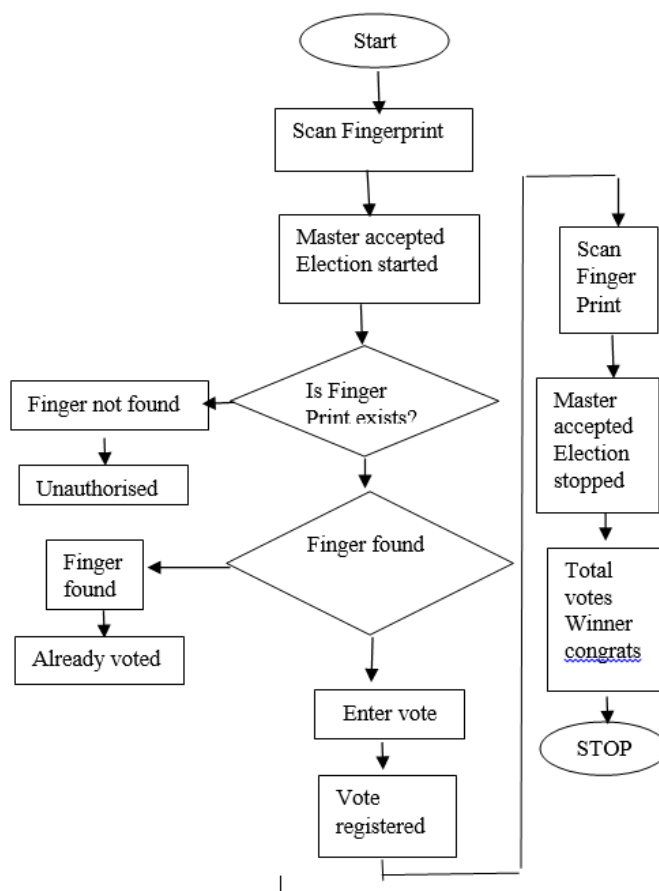 Start
Scan Fingerprint
Master accepted
Election started
Is Finger
Print exists?
Finger not found
Unauthorised
Finger found
Finger
found
Already voted
Enter vote
Vote
registered
Scan
Finger
Print
Master
accepted
Election
stopped
Total
votes
Winner
congrats
STOP